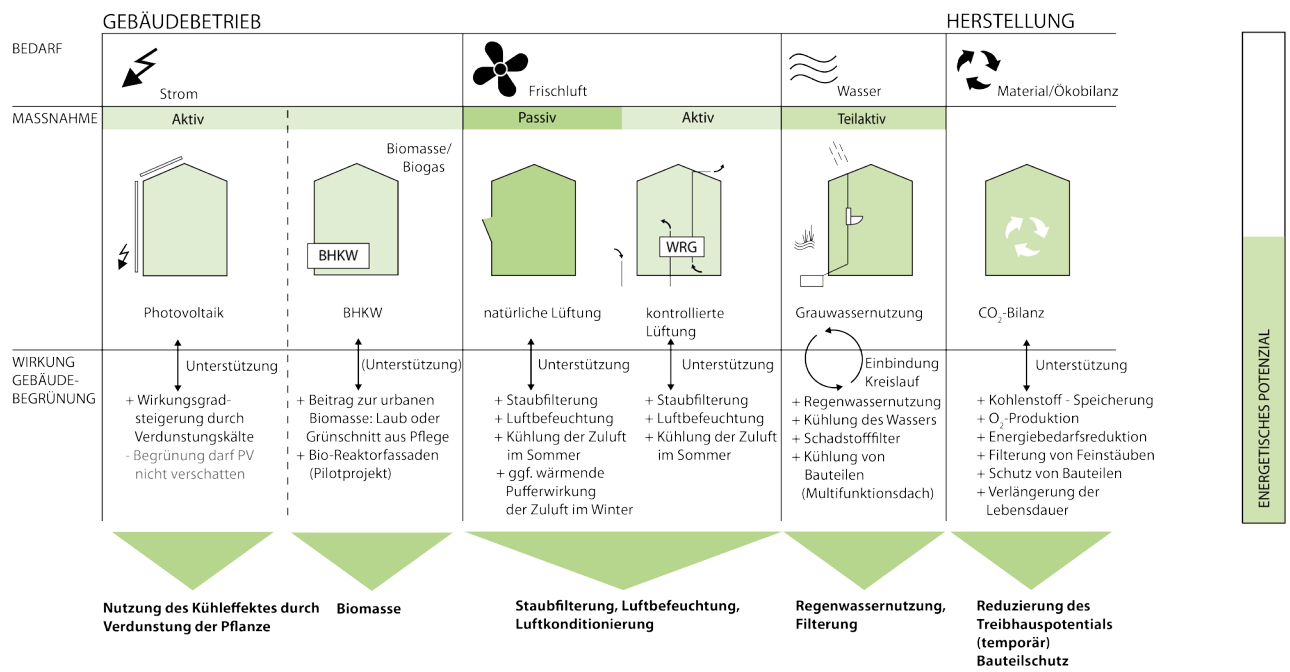 GEBÄUDEBETRIEB
HERSTELLUNG
BEDARF
Strom
Frischluft
Wasser
Material/Ökobilanz
MASSNAHME
Aktiv
Passiv
Aktiv
Teilaktiv
Biomasse/
Biogas
BHKW
WRG
Photovoltaik
BHKW
natürliche Lüftung
kontrollierte
Lüftung
Grauwassernutzung
CO₂-Bilanz
WIRKUNG
GEBÄUDE-
BEGRÜNUNG
Unterstützung
+ Wirkungsgrad-
steigerung durch
Verdunstungskälte
- Begrünung darf PV
nicht verschatten
(Unterstützung)
+ Beitrag zur urbanen
Biomasse: Laub oder
Grünschnitt aus Pflege
+ Bio-Reaktorfassaden
(Pilotprojekt)
Unterstützung
+ Staubfilterung
+ Luftbefeuchtung
+ Kühlung der Zuluft
im Sommer
+ ggf. wärmende
Pufferwirkung
der Zuluft im Winter
Unterstützung
+ Staubfilterung
+ Luftbefeuchtung
+ Kühlung der Zuluft
im Sommer
Einbindung
Kreislauf
+ Regenwassernutzung
+ Kühlung des Wassers
+ Schadstofffilter
+ Kühlung von
Bauteilen
(Multifunktionsdach)
Unterstützung
+ Kohlenstoff - Speicherung
+ O₂-Produktion
+ Energiebedarfsreduktion
+ Filterung von Feinstäuben
+ Schutz von Bauteilen
+ Verlängerung der
Lebensdauer
Nutzung des Kühleffektes durch
Verdunstung der Pflanze
Biomasse
Staubfilterung, Luftbefeuchtung,
Luftkonditionierung
Regenwassernutzung,
Filterung
Reduzierung des
Treibhauspotentials
(temporär)
Bauteilschutz
ENERGETISCHES POTENZIAL